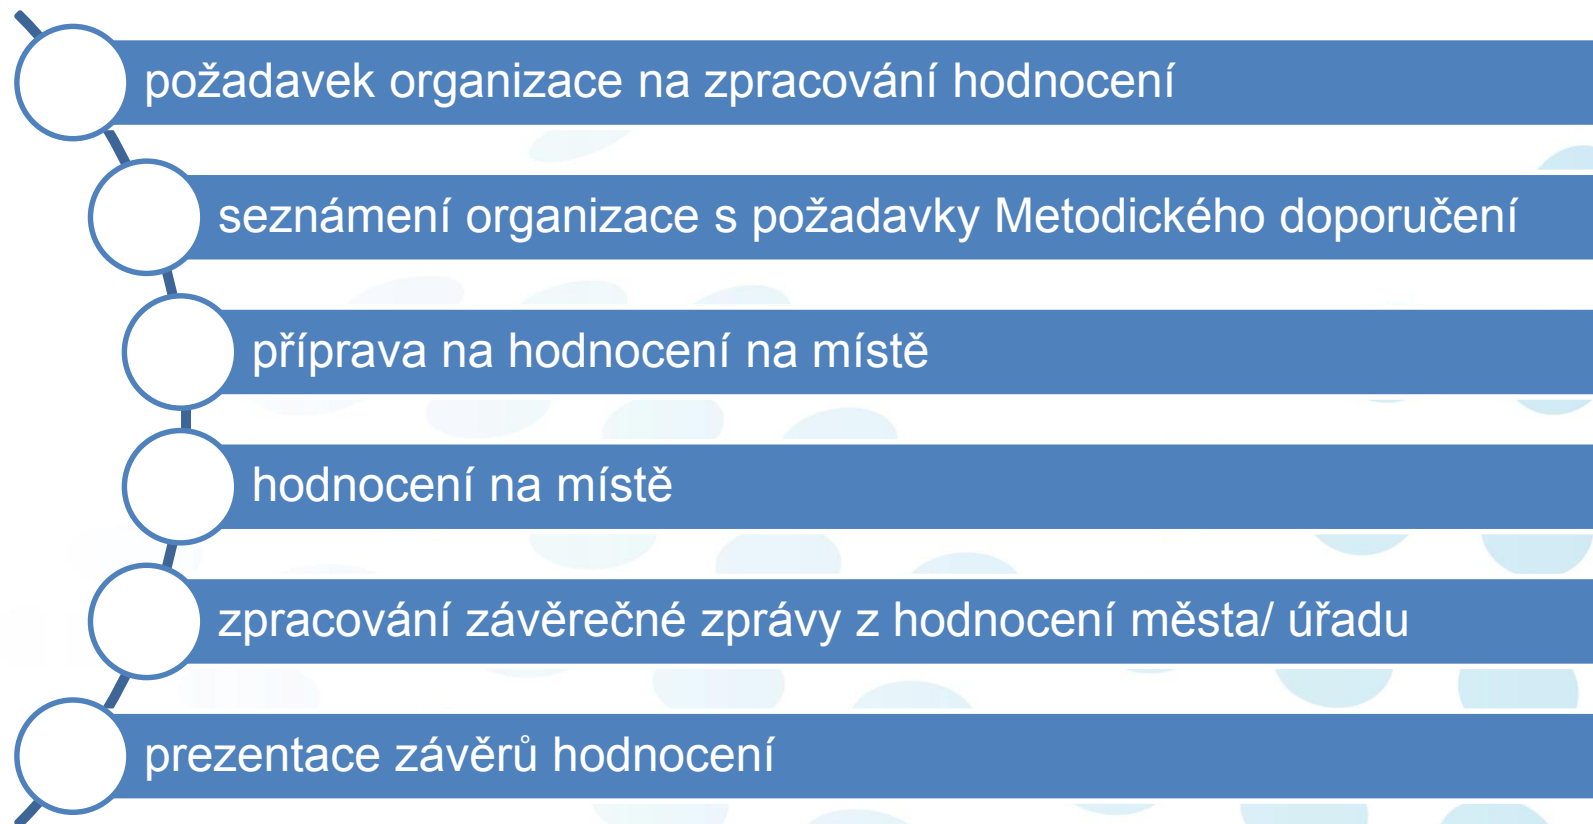 požadavek organizace na zpracování hodnocení
seznámení organizace s požadavky Metodického doporučení
příprava na hodnocení na místě
hodnocení na místě
zpracování závěrečné zprávy z hodnocení města/ úřadu
prezentace závěrů hodnocení